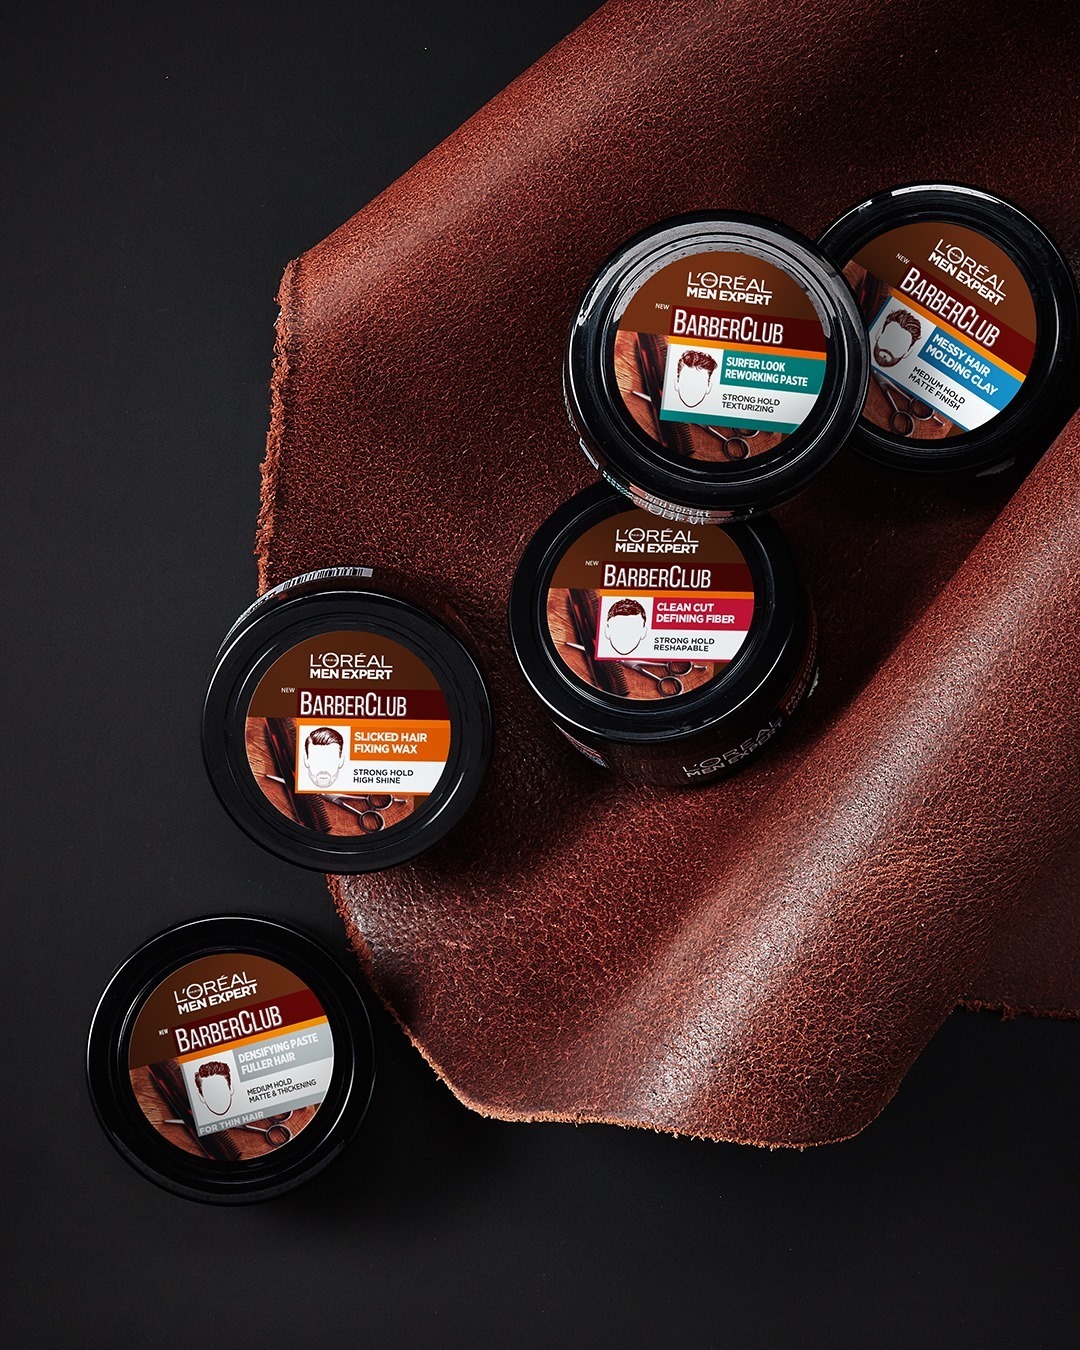 L'ORÉAL
MEN EXPERT
NEW
BARBERCLUB
SURFER LOOK
REWORKING PASTE
STRONG HOLD
TEXTURIZING
L'ORÉAL
MEN EXPERT
NEW
BARBERCLUB
MESSY HAIR
MOLDING CLAY
MEDIUM HOLD
MATTE FINISH
L'ORÉAL
MEN EXPERT
NEW
BARBERCLUB
CLEAN CUT
DEFINING FIBER
STRONG HOLD
RESHAPABLE
L'ORÉAL
MEN EXPERT
L'ORÉAL
MEN EXPERT
NEW
BARBERCLUB
SLICKED HAIR
FIXING WAX
STRONG HOLD
HIGH SHINE
L'ORÉAL
MEN EXPERT
NEW
BARBERCLUB
DENSIFYING PASTE
FULLER HAIR
MEDIUM HOLD
MATTE & THICKENING
FOR THIN HAIR